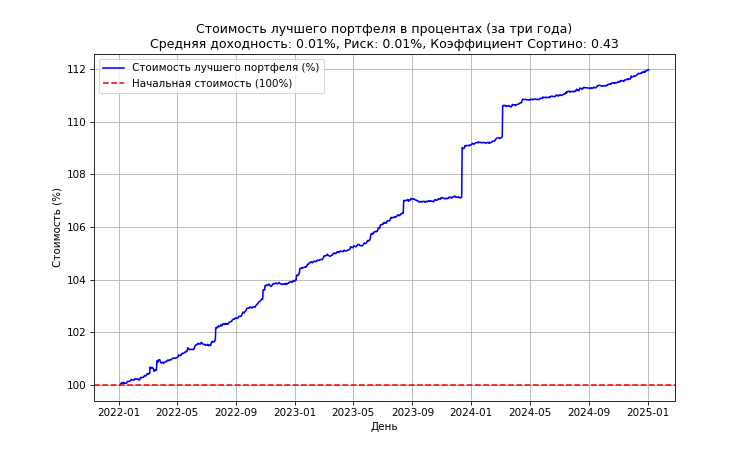 Стоимость лучшего портфеля в процентах (за три года)
Средняя доходность: 0.01%, Риск: 0.01%, Коэффициент Сортино: 0.43
Стоимость лучшего портфеля (%)
Начальная стоимость (100%)
Стоимость (%)
112
110
108
106
104
102
100
2022-01 2022-05 2022-09 2023-01 2023-05 2023-09 2024-01 2024-05 2024-09 2025-01
День